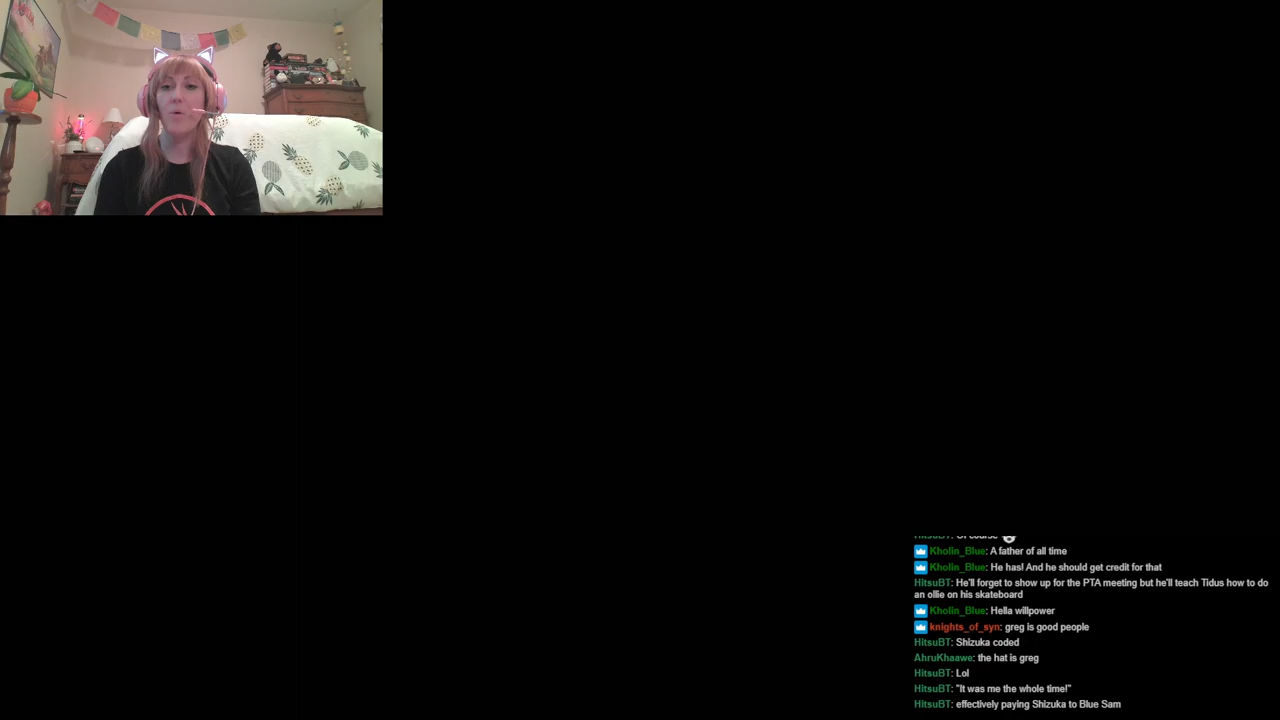 HitsuBT: Of course
Kholin_Blue: A father of all time
Kholin_Blue: He has! And he should get credit for that
HitsuBT: He'll forget to show up for the PTA meeting but he'll teach Tidus how to do
an ollie on his skateboard
Kholin_Blue: Hella willpower
knights_of_syn: greg is good people
HitsuBT: Shizuka coded
AhruKhaawe: the hat is greg
HitsuBT: Lol
HitsuBT: "It was me the whole time!"
HitsuBT: effectively paying Shizuka to Blue Sam